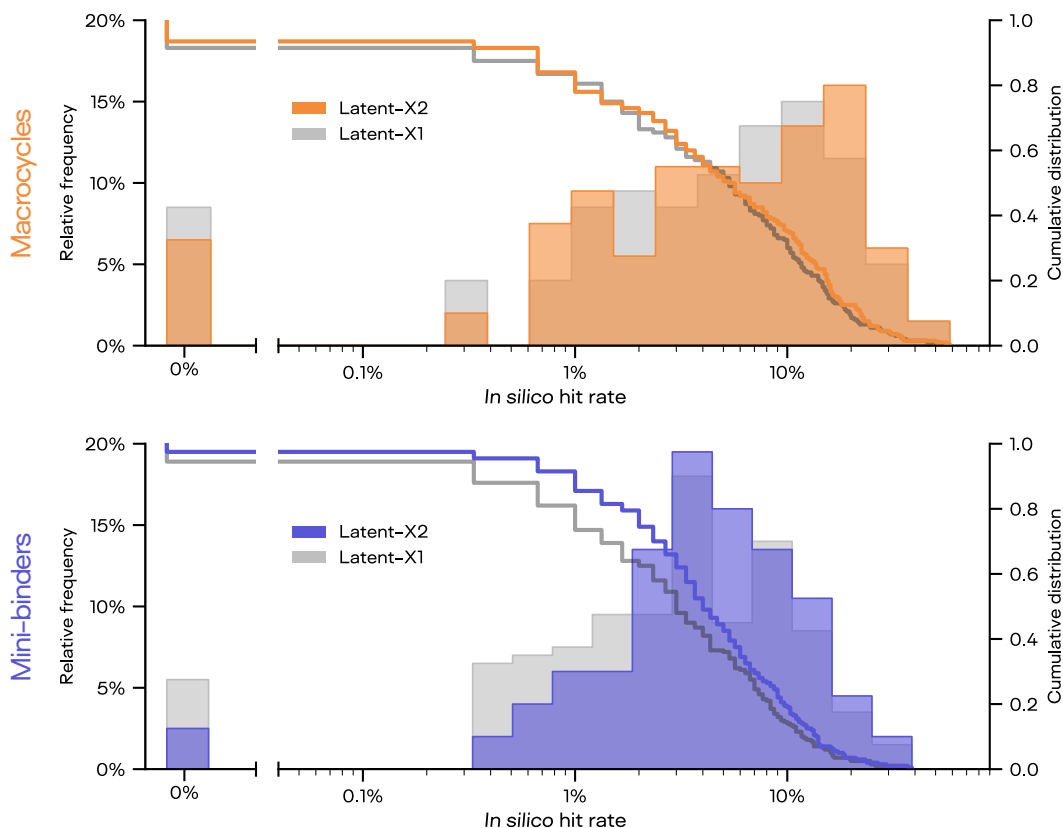 Macrocycles
Relative frequency
20%
15%
10%
5%
0%
Latent-X2
Latent-X1
1.0
0.8
0.6
0.4
0.2
0.0
Cumulative distribution
0%
0.1%
1%
10%
In silico hit rate
Mini-binders
Relative frequency
20%
15%
10%
5%
0%
Latent-X2
Latent-X1
1.0
0.8
0.6
0.4
0.2
0.0
Cumulative distribution
0%
0.1%
1%
10%
In silico hit rate